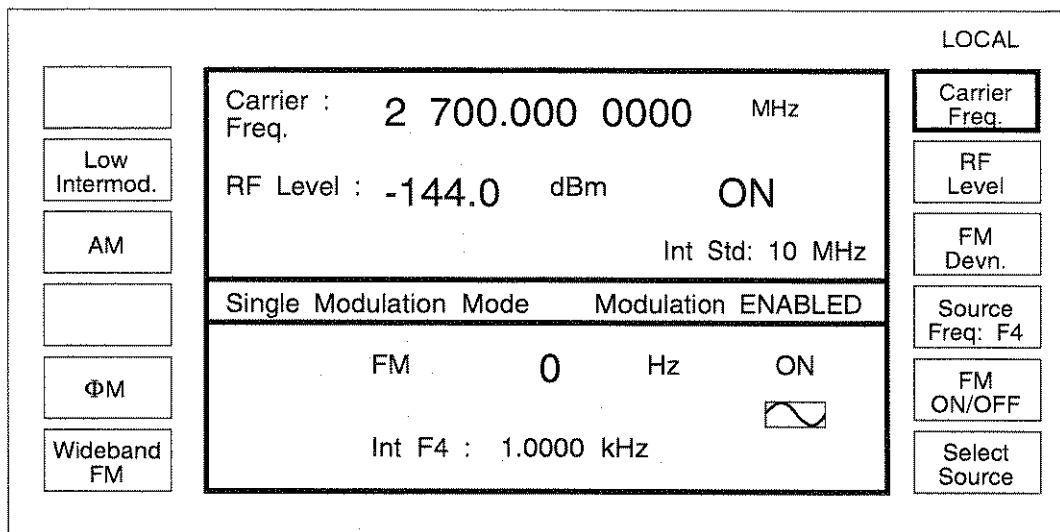 LOCAL
Low
Intermod.
AM
ΦM
Wideband
FM
Carrier :
Freq.
2 700.000 0000 MHz
RF Level : -144.0 dBm ON
Int Std: 10 MHz
Single Modulation Mode Modulation ENABLED
FM 0 Hz ON
Int F4 : 1.0000 kHz
Carrier
Freq.
RF
Level
FM
Devn.
Source
Freq: F4
FM
ON/OFF
Select
Source